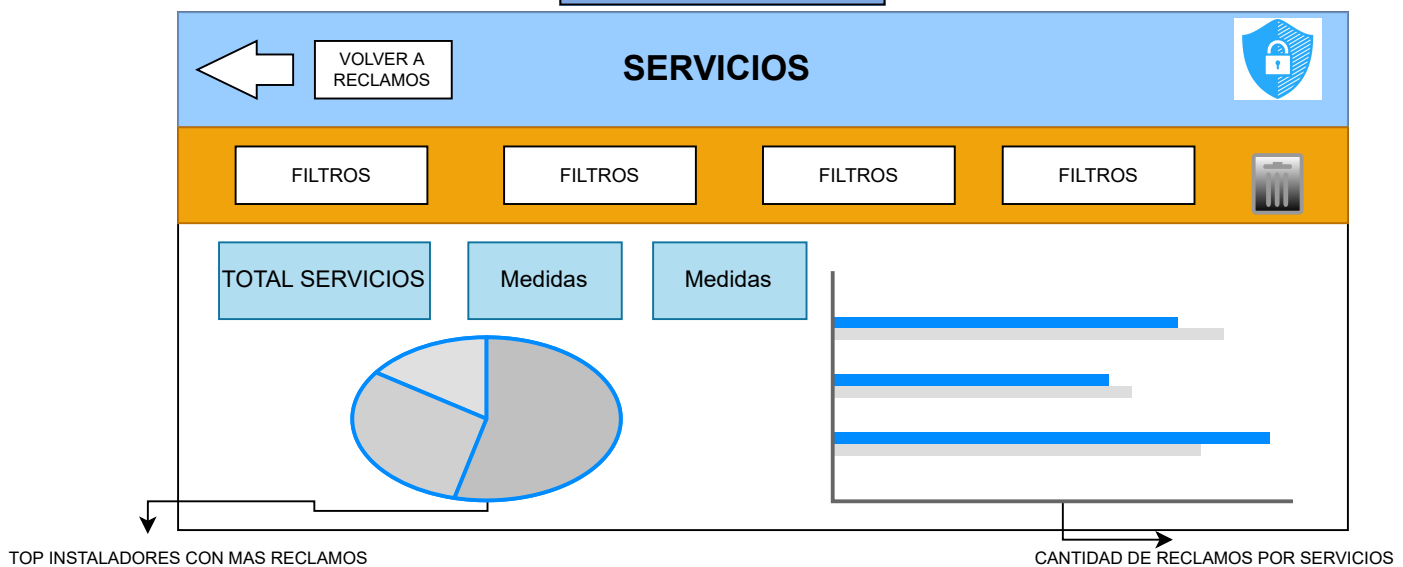 VOLVER A
RECLAMOS
SERVICIOS
FILTROS
FILTROS
FILTROS
FILTROS
TOTAL SERVICIOS
Medidas
Medidas
TOP INSTALADORES CON MAS RECLAMOS
CANTIDAD DE RECLAMOS POR SERVICIOS